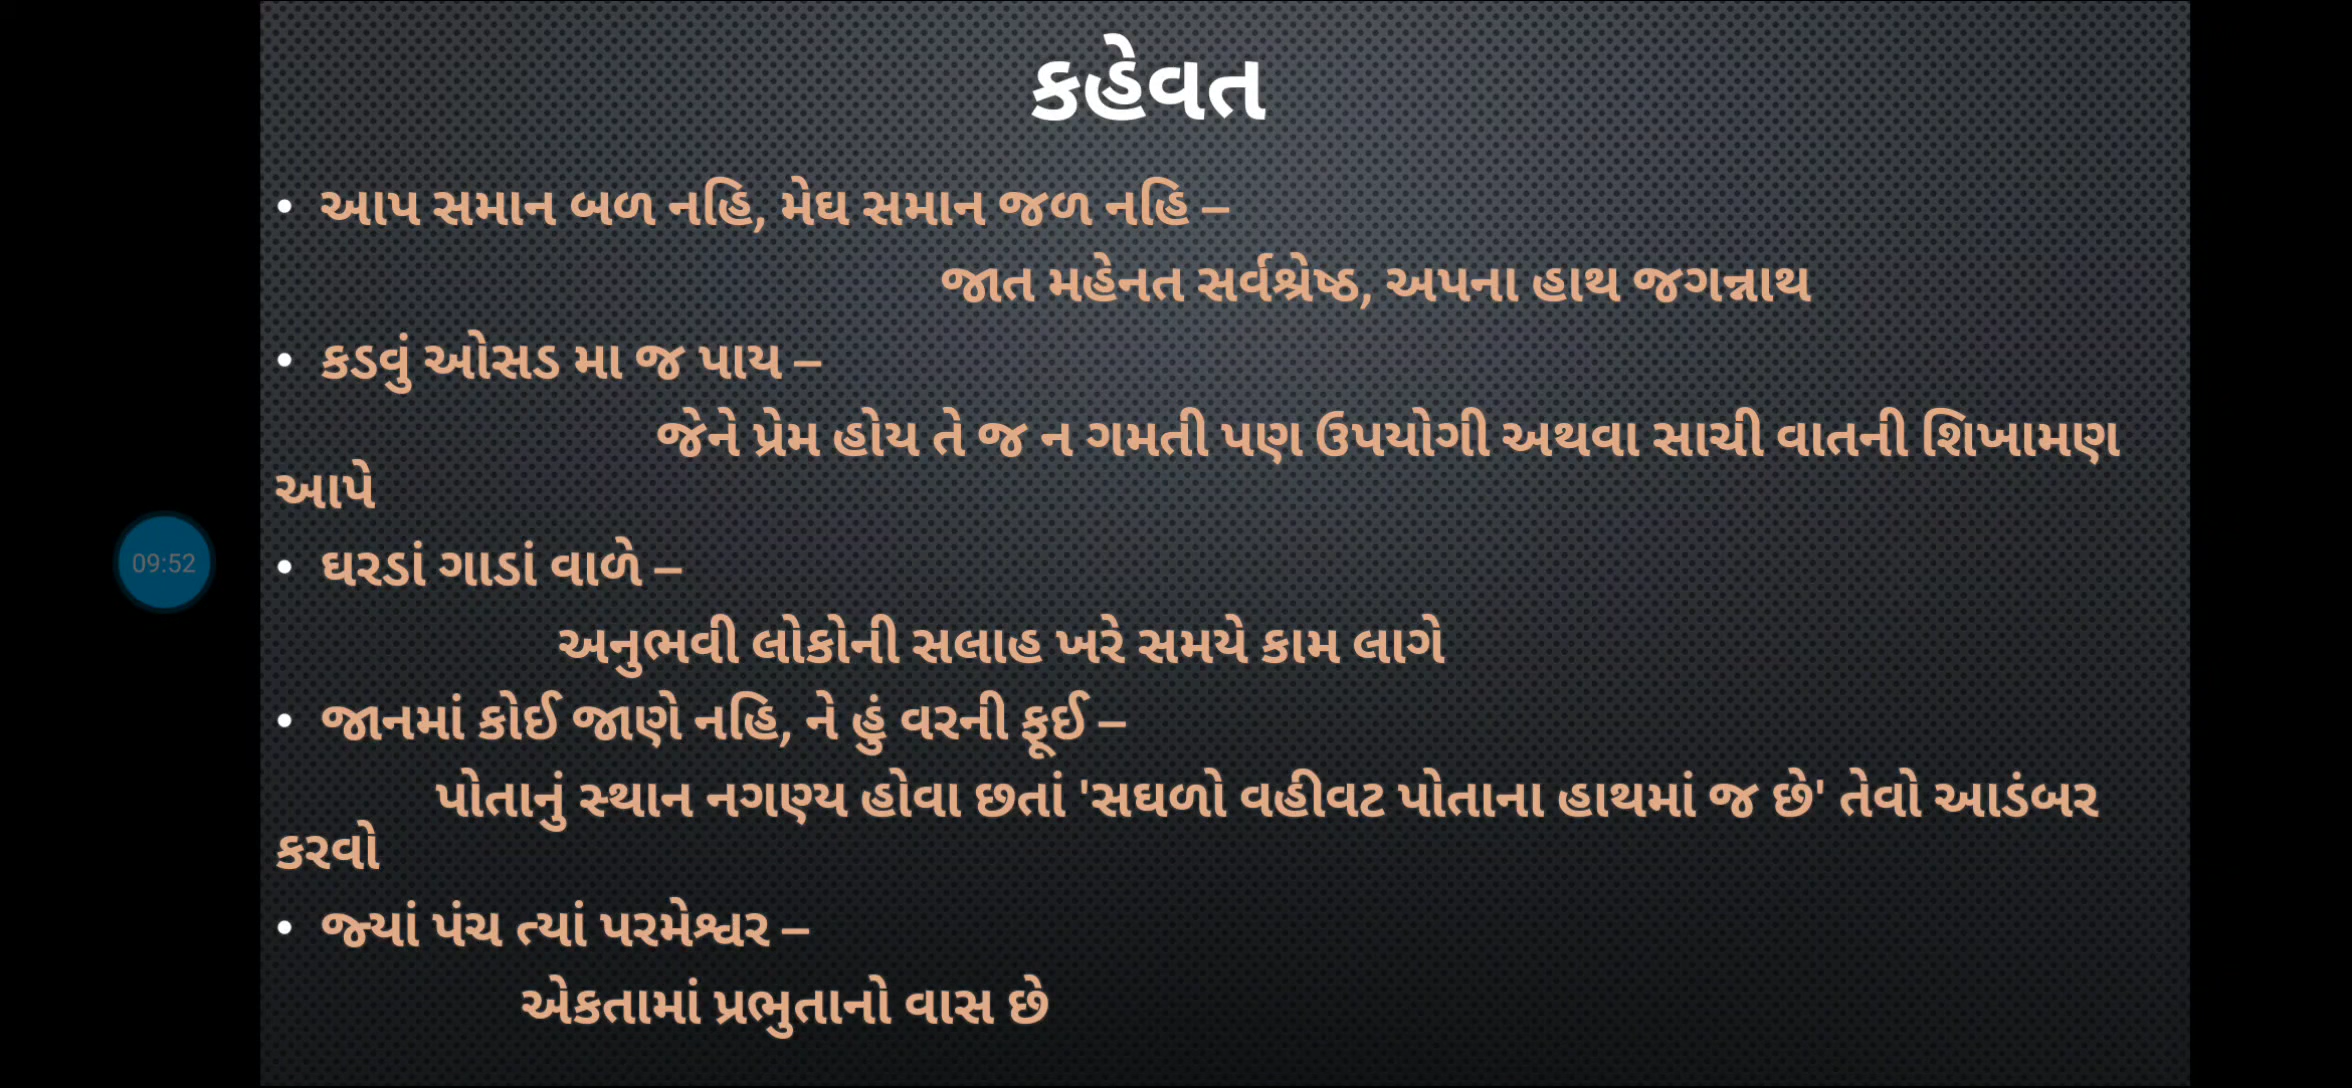 કહેવત
• આપ સમાન બળ નહિ, મેઘ સમાન જળ નહિ –
જાત મહેનત સર્વશ્રેષ્ઠ, અપના હાથ જગન્નાથ
• કડવું ઓસડ મા જ પાય –
જેને પ્રેમ હોય તે જ ન ગમતી પણ ઉપયોગી અથવા સાચી વાતની શિખામણ
આપે
09:52
• ઘરડાં ગાડાં વાળે –
અનુભવી લોકોની સલાહ ખરે સમયે કામ લાગે
• જાનમાં કોઈ જાણે નહિ, ને હું વરની ફૂઈ –
પોતાનું સ્થાન નગણ્ય હોવા છતાં 'સઘળો વહીવટ પોતાના હાથમાં જ છે' તેવો આડંબર
કરવો
• જ્યાં પંચ ત્યાં પરમેશ્વર –
એકતામાં પ્રભુતાનો વાસ છે